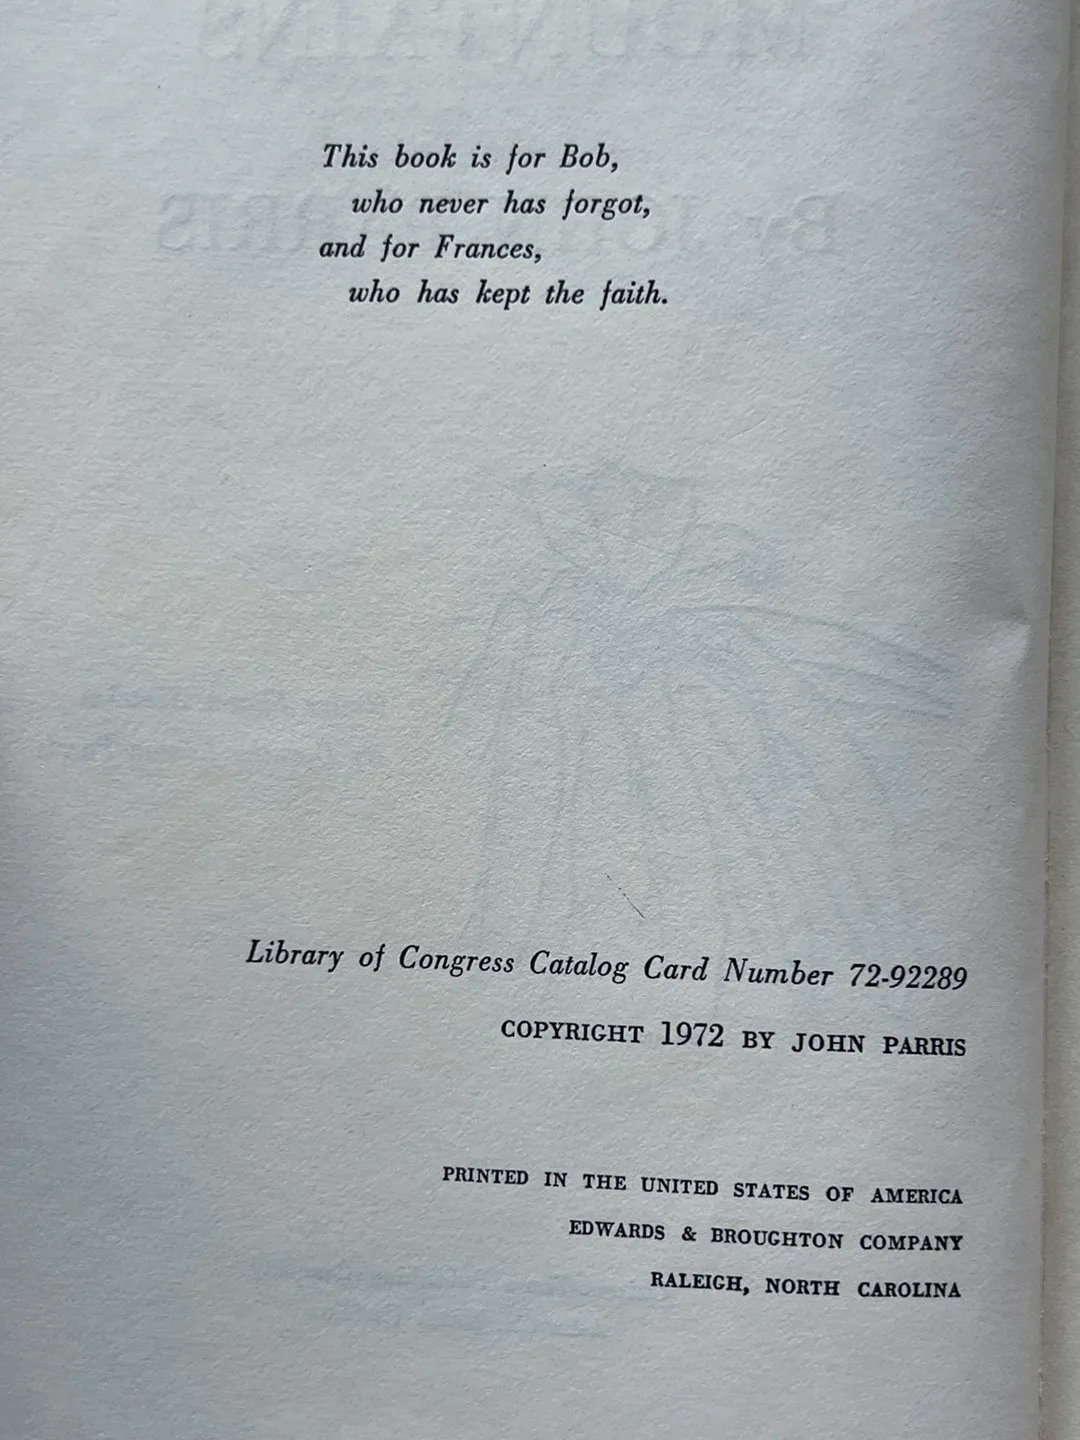 This book is for Bob,
who never has forgot,
and for Frances,
who has kept the faith.
Library of Congress Catalog Card Number 72-92289
COPYRIGHT 1972 BY JOHN PARRIS
PRINTED IN THE UNITED STATES OF AMERICA
EDWARDS & BROUGHTON COMPANY
RALEIGH, NORTH CAROLINA